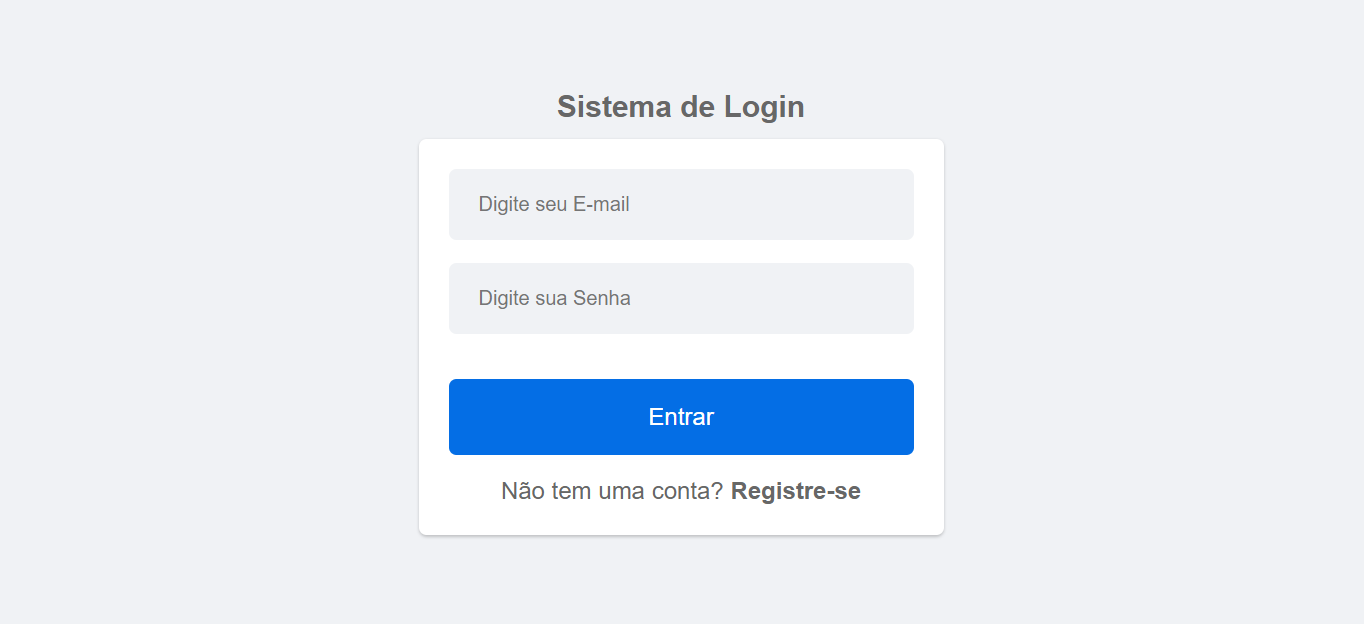 Sistema de Login
Digite seu E-mail
Digite sua Senha
Entrar
Não tem uma conta? Registre-se